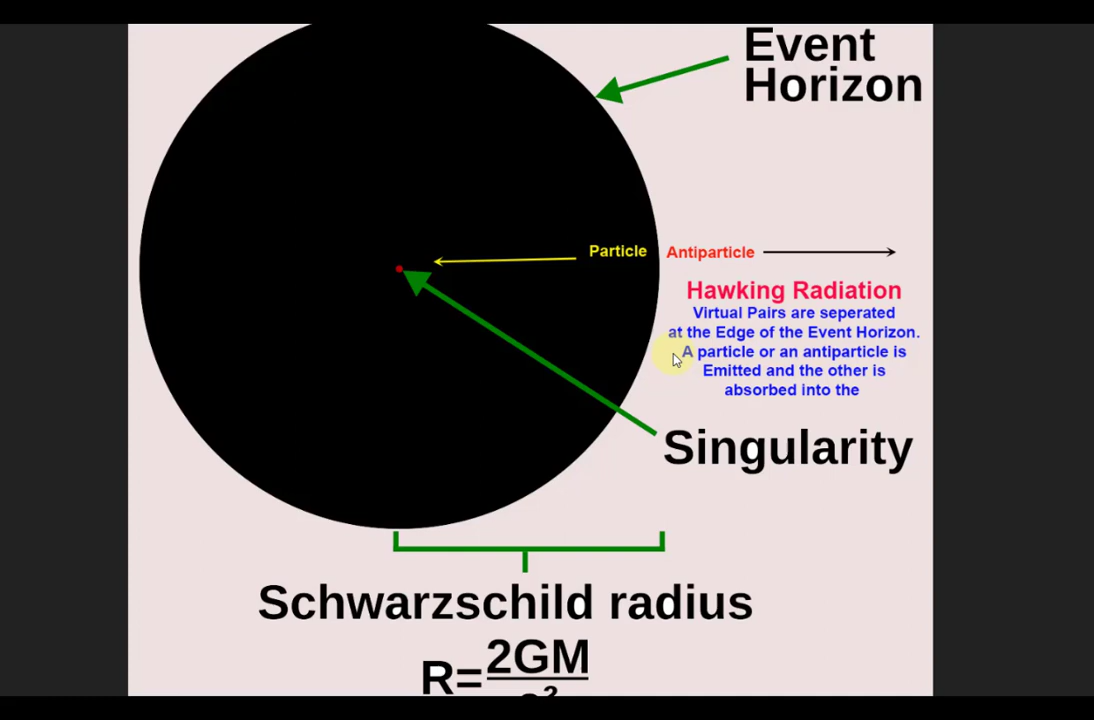 Event
Horizon
Particle
Antiparticle
Hawking Radiation
Virtual Pairs are seperated
at the Edge of the Event Horizon.
A particle or an antiparticle is
Emitted and the other is
absorbed into the
Singularity
Schwarzschild radius
R=2GM